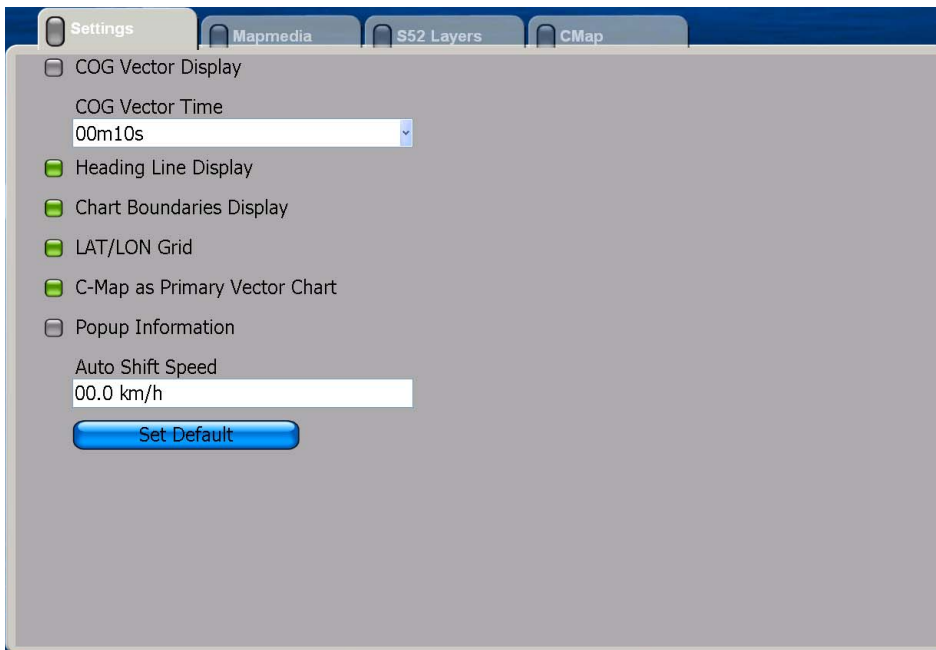 Settings Mapmedia S52 Layers CMap
COG Vector Display
COG Vector Time
00m10s
Heading Line Display
Chart Boundaries Display
LAT/LON Grid
C-Map as Primary Vector Chart
Popup Information
Auto Shift Speed
00.0 km/h
Set Default